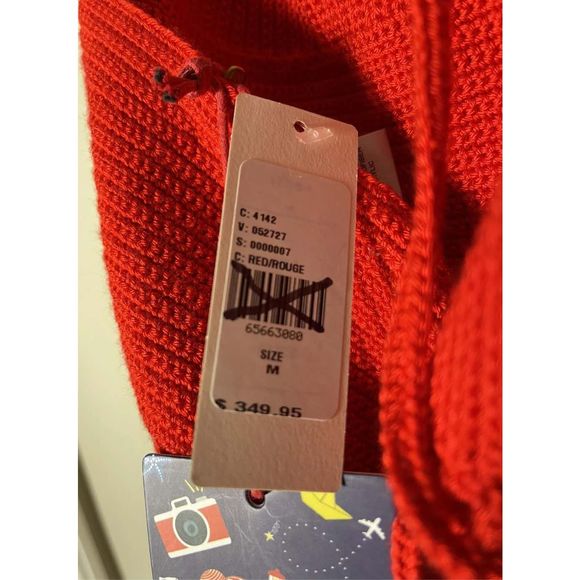 C: 4142
V: 052727
S: 0000007
C: RED/ROUGE
65663080
SIZE
M
$ 349.95